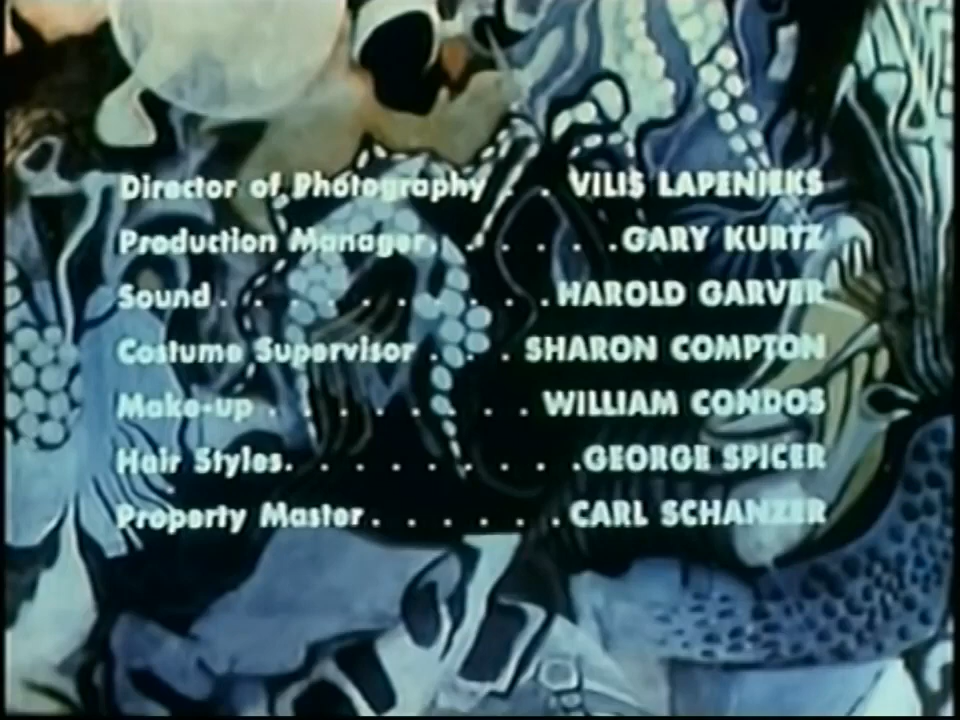 Director of Photography . . VILIS LAPENIEKS
Production Manager. . . . . . GARY KURTZ
Sound . . . . . . . . . . HAROLD GARVER
Costume Supervisor . . . SHARON COMPTON
Make-up . . . . . . . . WILLIAM CONDOS
Hair Styles. . . . . . . . . .GEORGE SPICER
Property Master . . . . . . .CARL SCHANZER